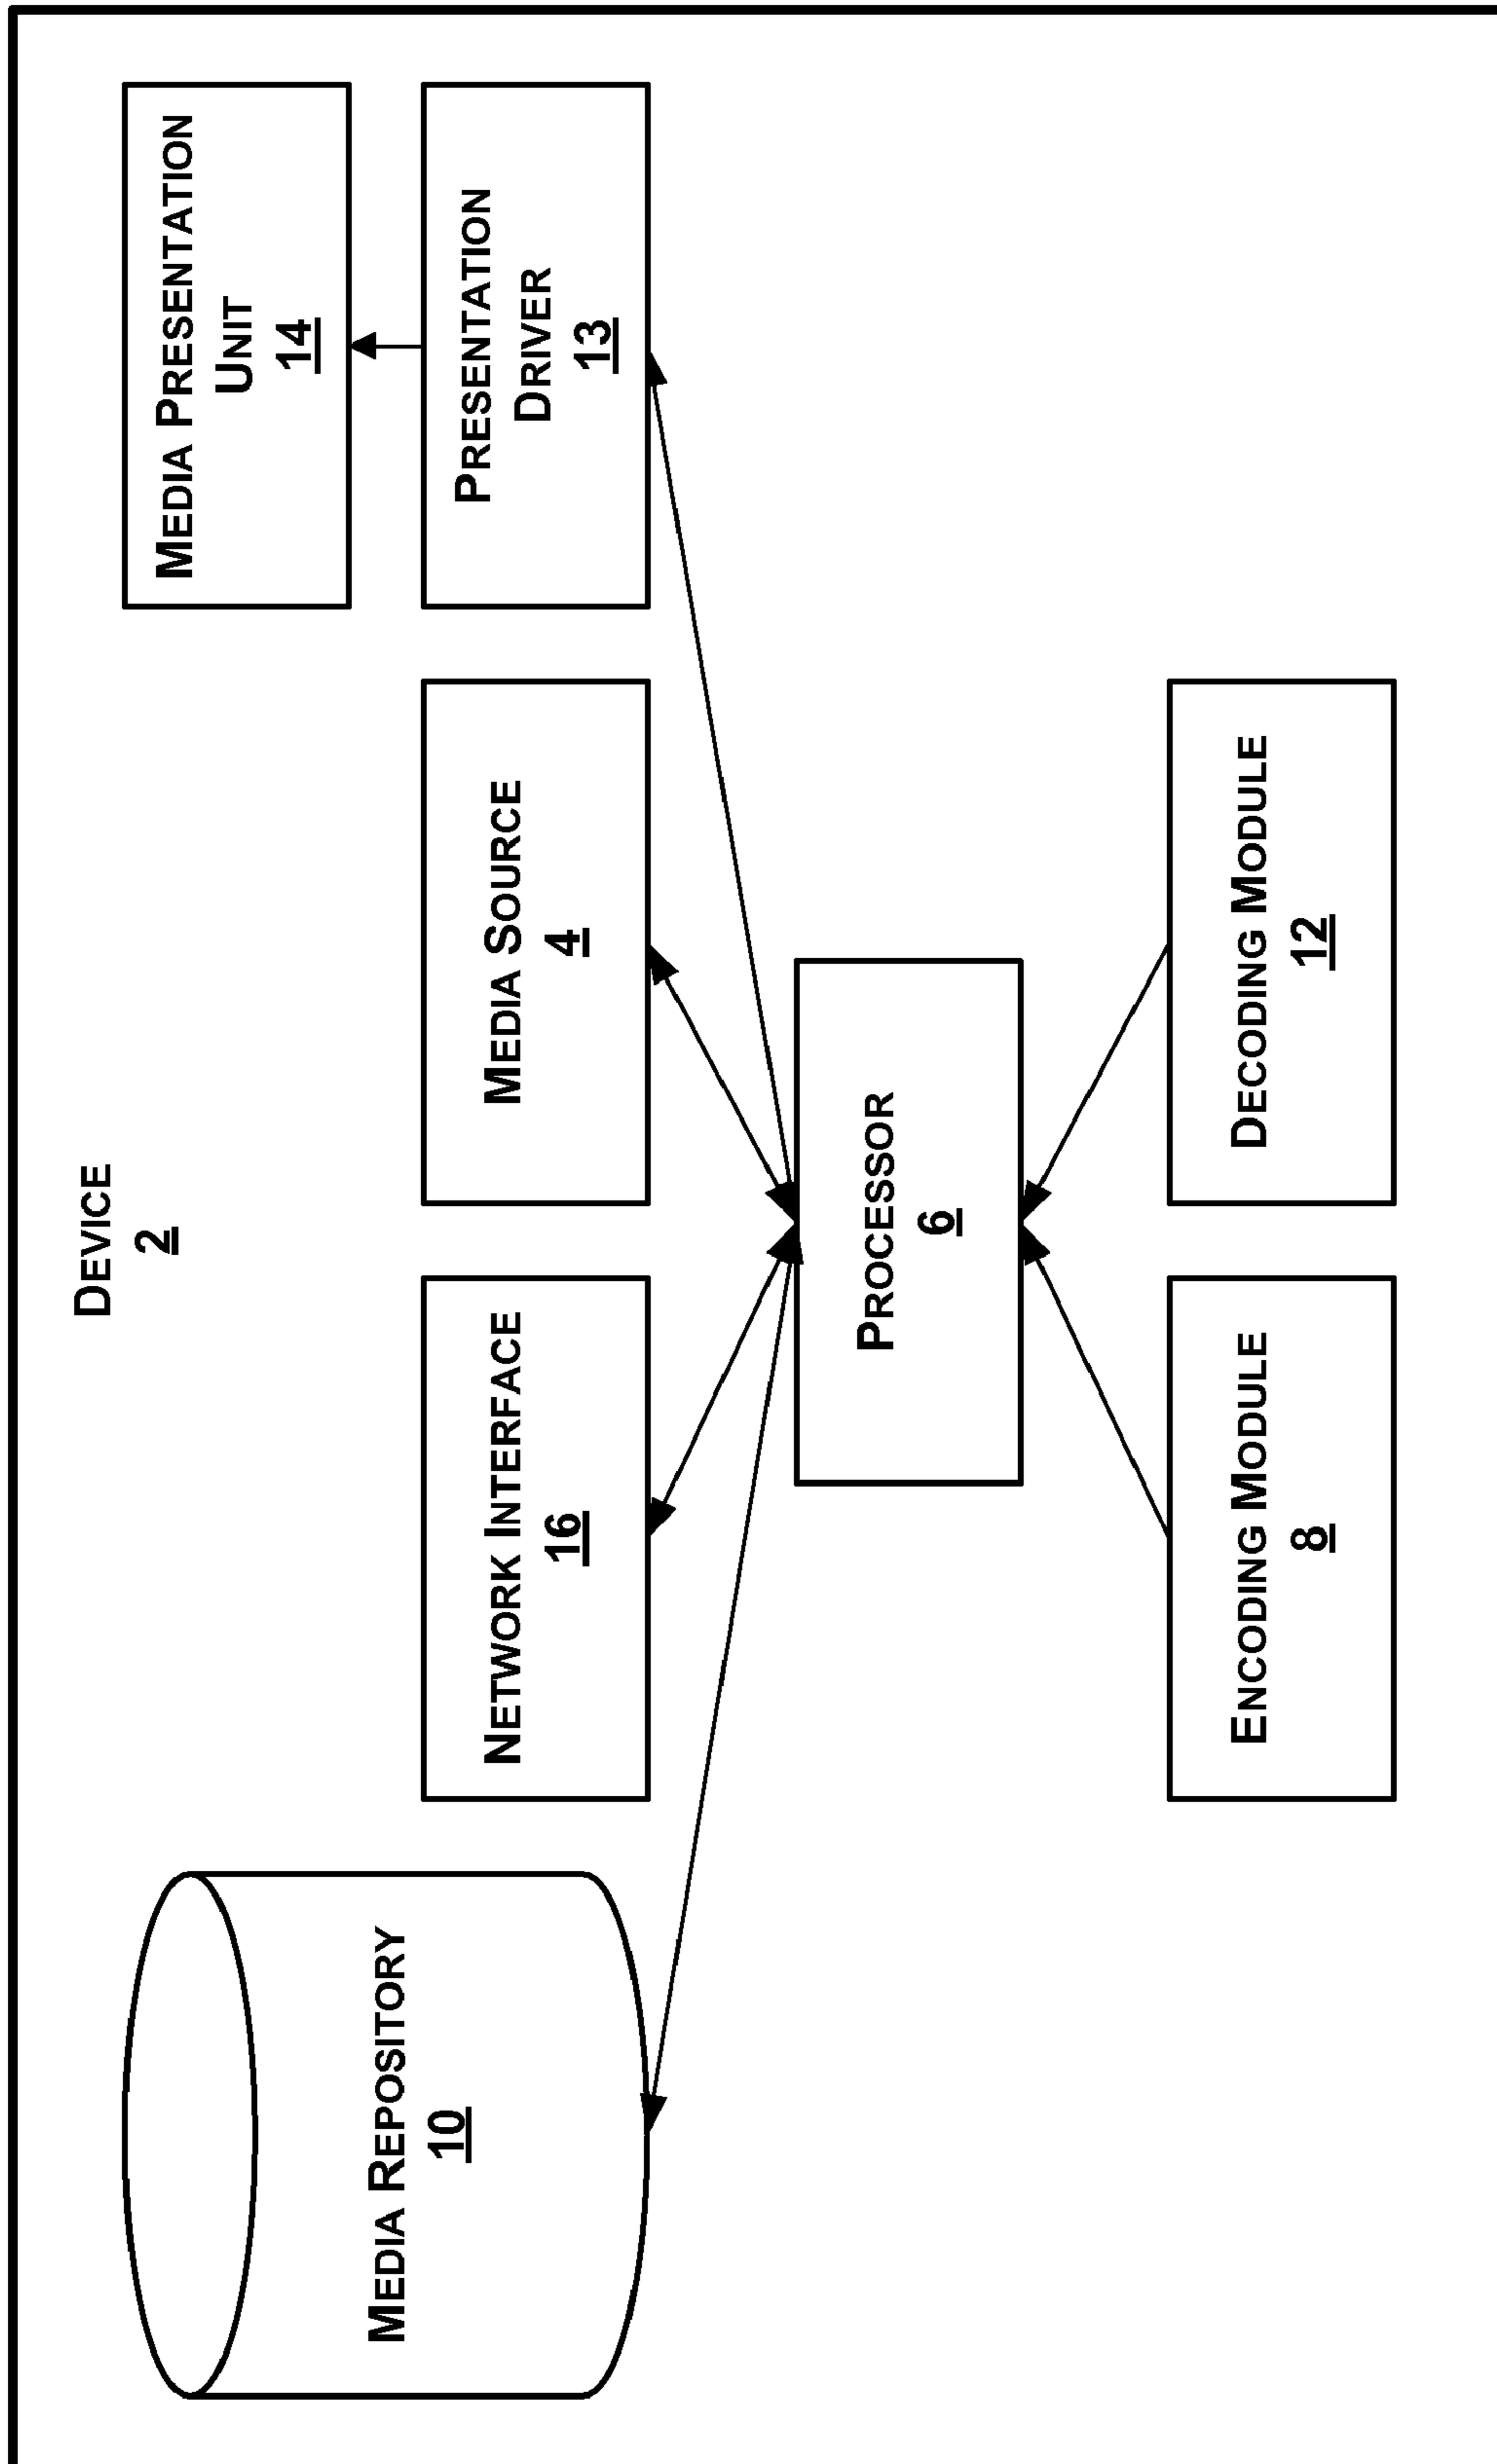 DEVICE
2
MEDIA REPOSITORY
10
NETWORK INTERFACE
16
MEDIA SOURCE
4
MEDIA PRESENTATION
UNIT
14
PRESENTATION
DRIVER
13
PROCESSOR
6
ENCODING MODULE
8
DECODING MODULE
12